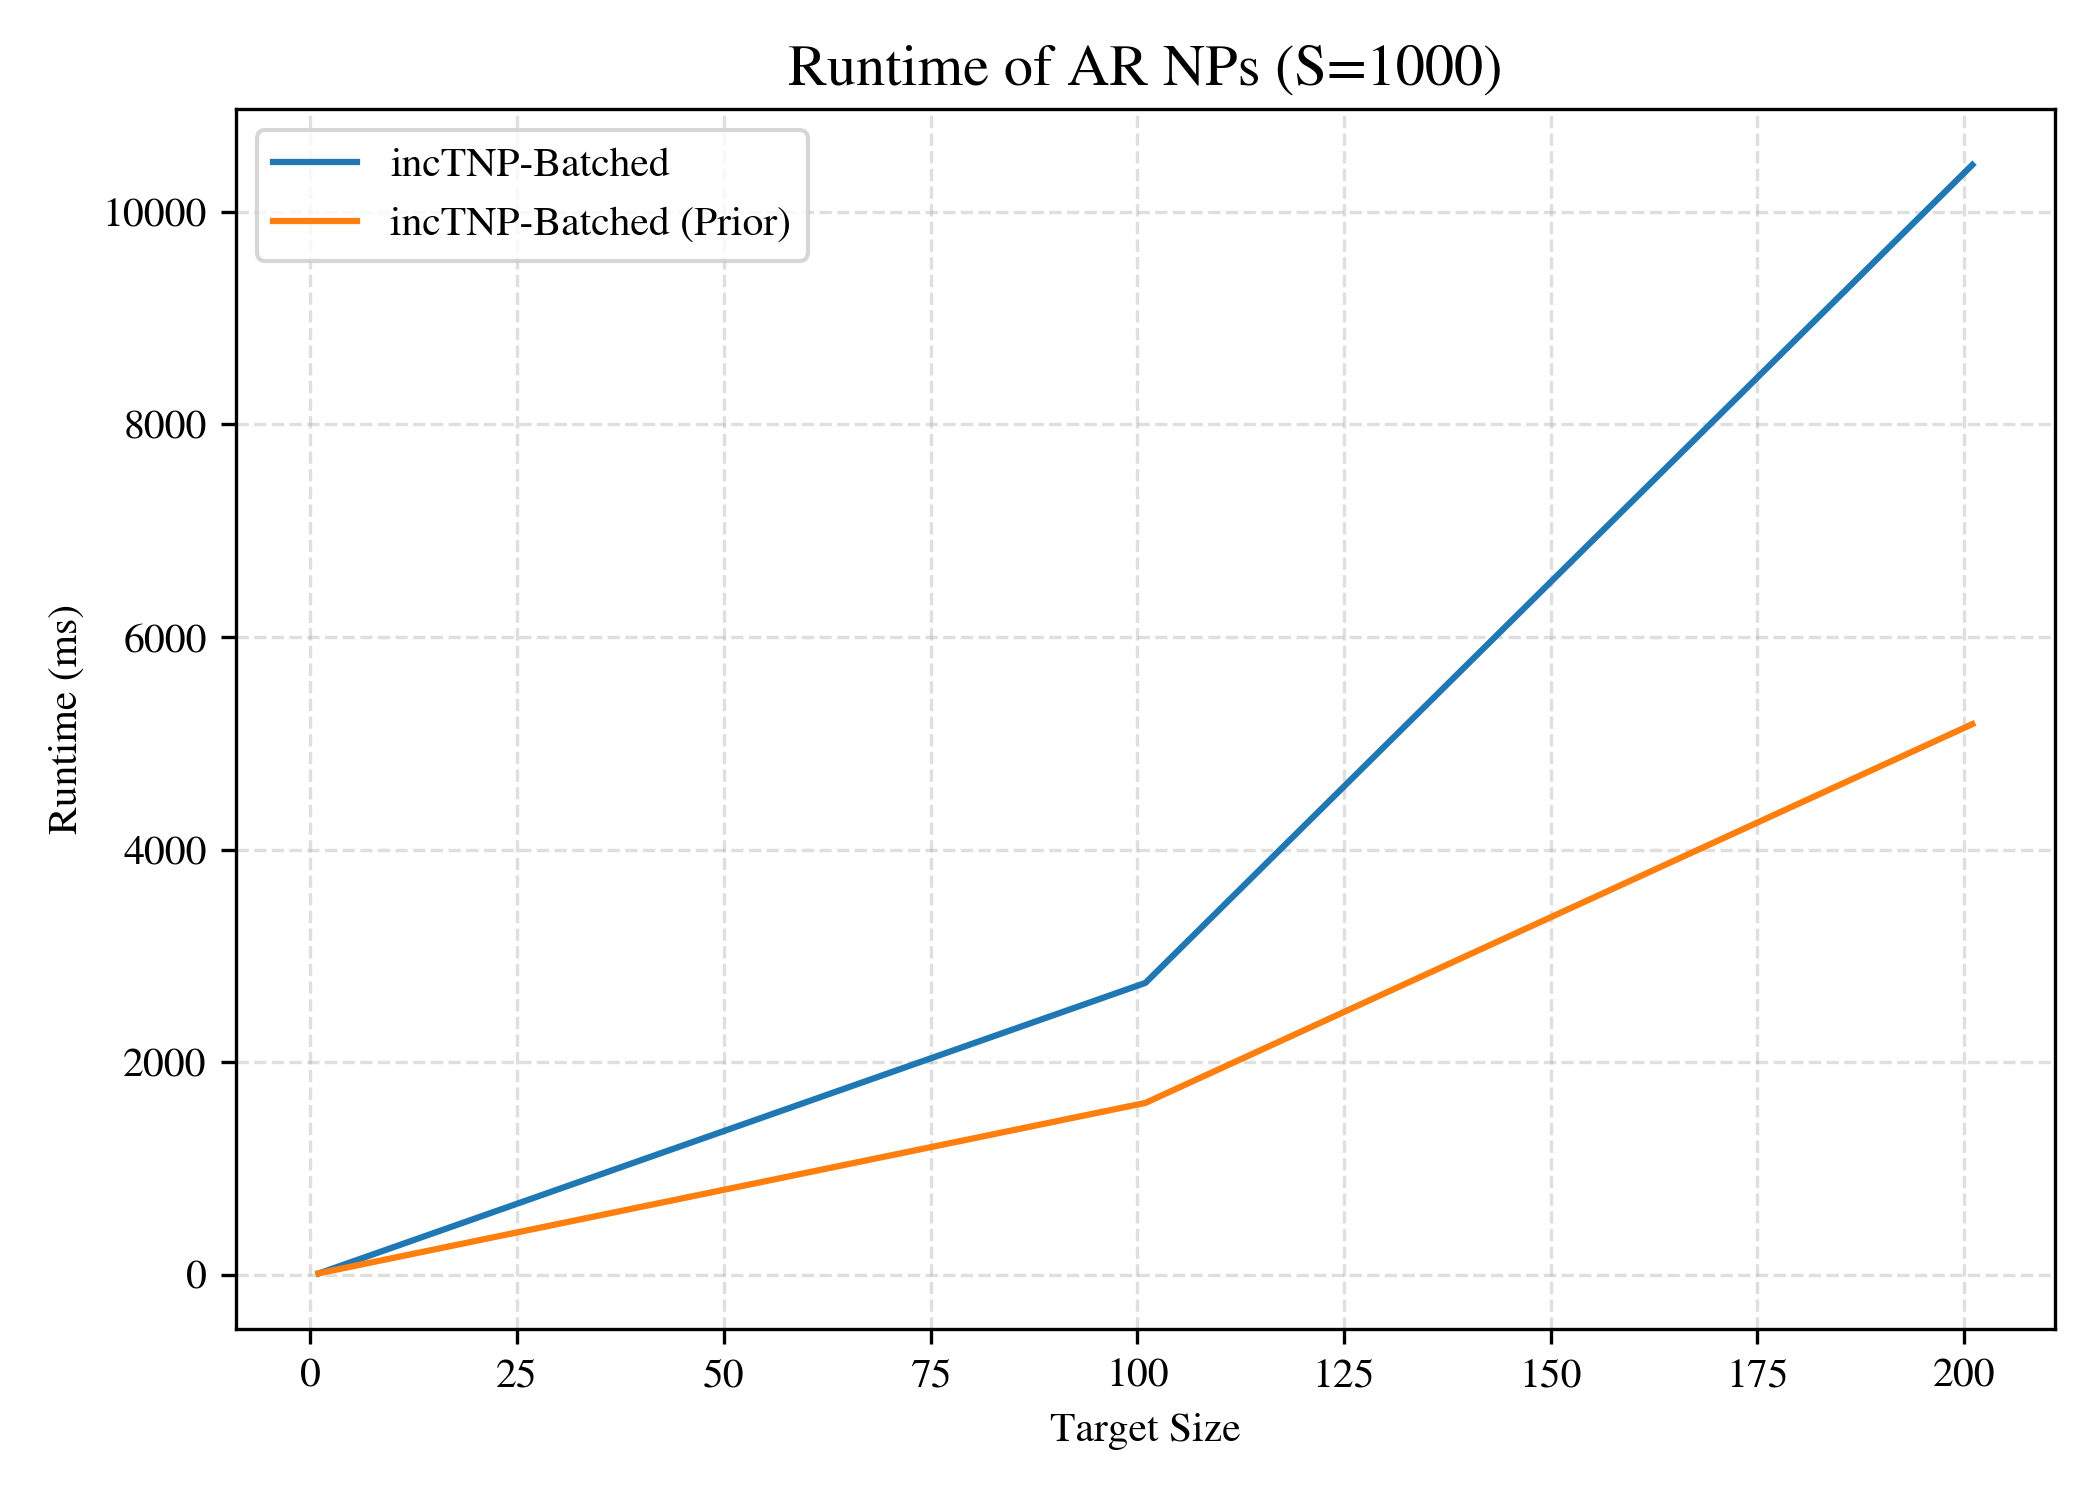 Runtime of AR NPs (S=1000)
incTNP-Batched
incTNP-Batched (Prior)
10000
8000
6000
4000
2000
0
Runtime (ms)
0 25 50 75 100 125 150 175 200
Target Size